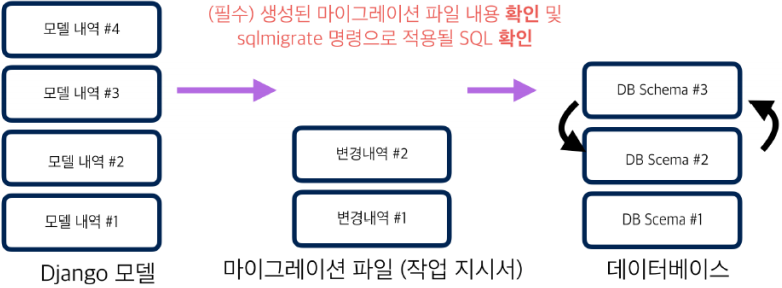 (필수) 생성된 마이그레이션 파일 내용 확인 및
sqlmigrate 명령으로 적용될 SQL 확인
모델 내역 #4
모델 내역 #3
모델 내역 #2
모델 내역 #1
Django 모델
변경내역 #2
변경내역 #1
마이그레이션 파일 (작업 지시서)
DB Schema #3
DB Scema #2
DB Scema #1
데이터베이스